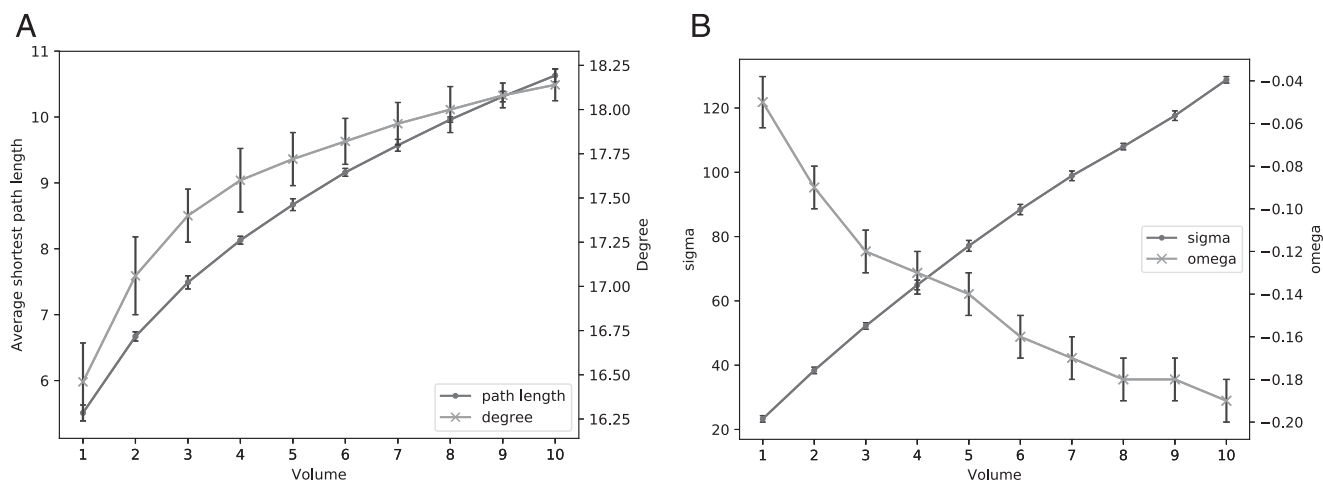 A
11
10
9
8
7
6
Average shortest path length
18.25
18.00
17.75
17.50
17.25
17.00
16.75
16.50
16.25
Degree
path length
degree
1 2 3 4 5 6 7 8 9 10
Volume
B
120
100
80
60
40
20
sigma
−0.04
−0.06
−0.08
−0.10
−0.12
−0.14
−0.16
−0.18
−0.20
omega
sigma
omega
1 2 3 4 5 6 7 8 9 10
Volume